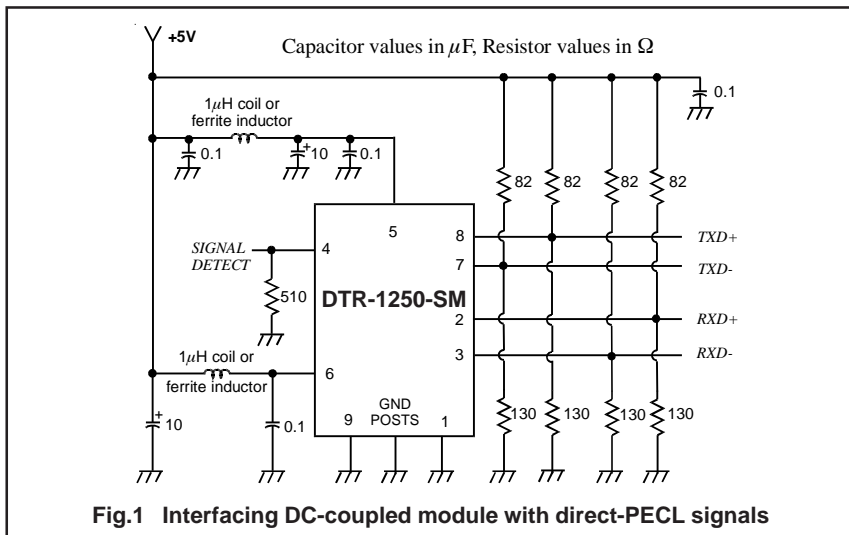 +5V
Capacitor values in µF, Resistor values in Ω
1µH coil or
ferrite inductor
0.1
0.1
+
10
0.1
82
82
82
82
5
SIGNAL
DETECT
4
8
TXD+
7
TXD-
510
DTR-1250-SM
2
RXD+
3
RXD-
1µH coil or
ferrite inductor
6
+
10
0.1
GND
POSTS
9
1
130
130
130
130
Fig.1 Interfacing DC-coupled module with direct-PECL signals